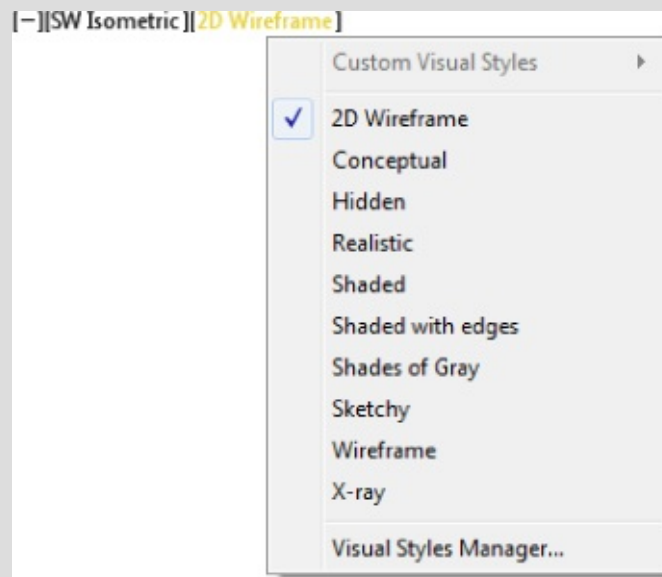 [−][SW Isometric][2D Wireframe]
Custom Visual Styles
2D Wireframe
Conceptual
Hidden
Realistic
Shaded
Shaded with edges
Shades of Gray
Sketchy
Wireframe
X-ray
Visual Styles Manager...